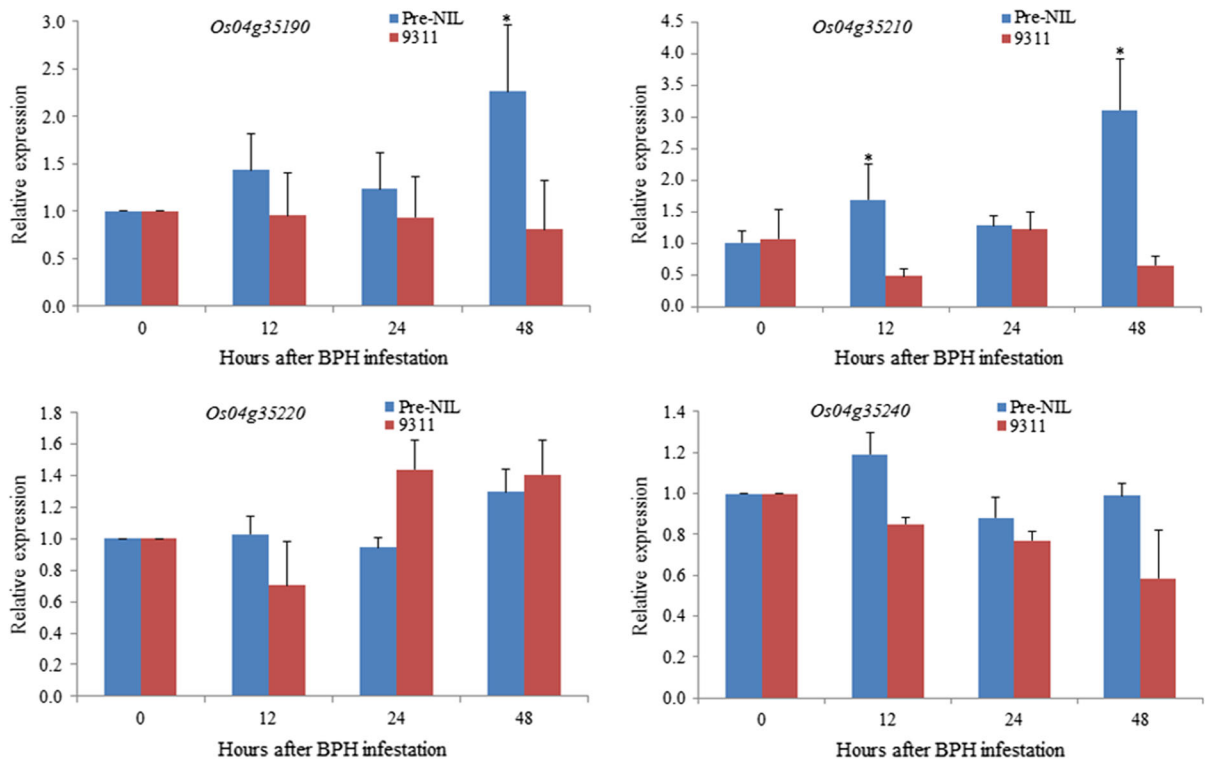 Os04g35190
Pre-NIL
9311
*
3.0
2.5
2.0
1.5
1.0
0.5
0.0
Relative expression
0 12 24 48
Hours after BPH infestation
Os04g35210
Pre-NIL
9311
*
*
4.5
4.0
3.5
3.0
2.5
2.0
1.5
1.0
0.5
0.0
Relative expression
0 12 24 48
Hours after BPH infestation
Os04g35220
Pre-NIL
9311
1.8
1.6
1.4
1.2
1.0
0.8
0.6
0.4
0.2
0.0
Relative expression
0 12 24 48
Hours after BPH infestation
Os04g35240
Pre-NIL
9311
1.4
1.2
1.0
0.8
0.6
0.4
0.2
0.0
Relative expression
0 12 24 48
Hours after BPH infestation